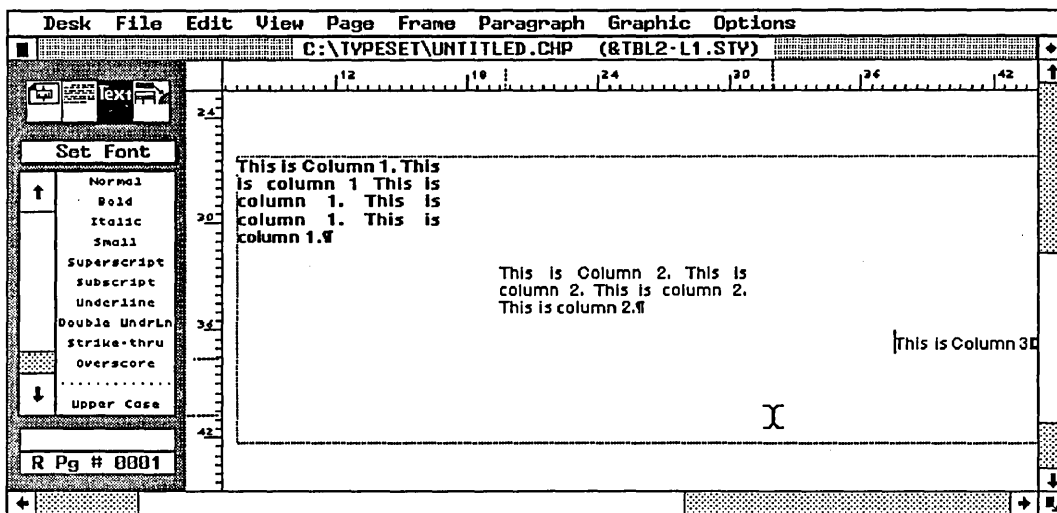 Desk File Edit View Page Frame Paragraph Graphic Options
C:\TYPESET\UNTITLED.CHP (&TBL2-L1.STY)
12 18 24 30 36 42
Text
24
Set Font
Normal
Bold
Italic
Small
Superscript
Subscript
Underline
Double UndrLn
Strike-thru
Overscore
Upper Case
30
36
42
R Pg # 0001
This is Column 1. This
is column 1 This is
column 1. This is
column 1. This is
column 1.¶
This is Column 2. This is
column 2. This is column 2.
This is column 2.¶
This is Column 3